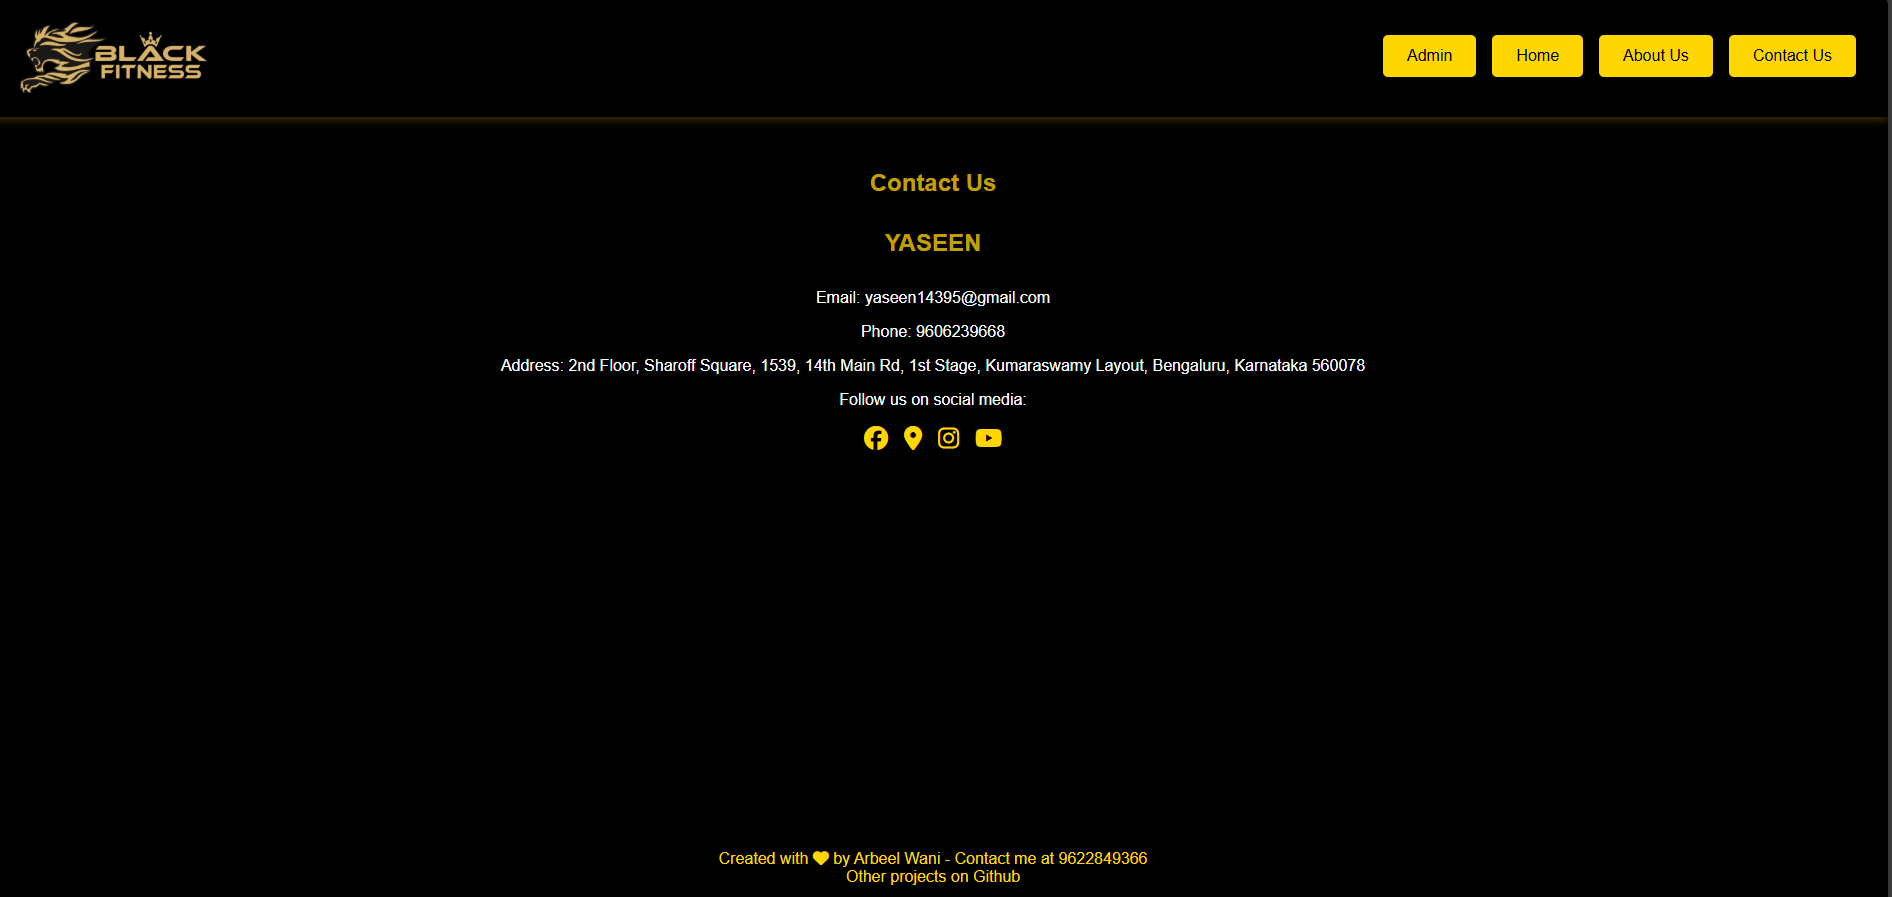 BLACK
FITNESS
Admin
Home
About Us
Contact Us
Contact Us
YASEEN
Email: yaseen14395@gmail.com
Phone: 9606239668
Address: 2nd Floor, Sharoff Square, 1539, 14th Main Rd, 1st Stage, Kumaraswamy Layout, Bengaluru, Karnataka 560078
Follow us on social media:
Created with by Arbeel Wani - Contact me at 9622849366
Other projects on Github